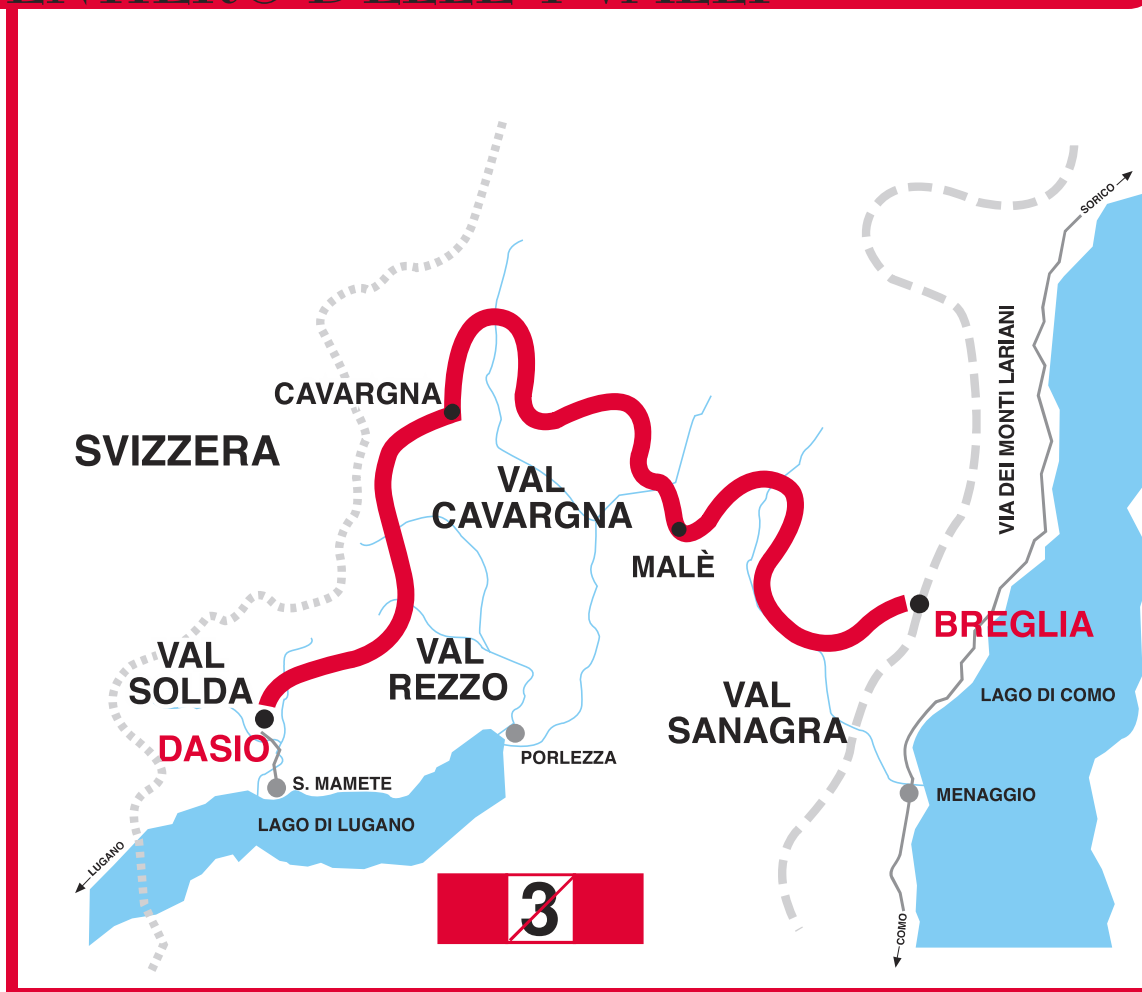 SORICO
VIA DEI MONTI LARIANI
CAVARGNA
SVIZZERA
VAL
CAVARGNA
MALÈ
BREGLIA
VAL
SOLDA
VAL
REZZO
VAL
SANAGRA
LAGO DI COMO
DASIO
PORLEZZA
S. MAMETE
MENAGGIO
LAGO DI LUGANO
LUGANO
3
COMO